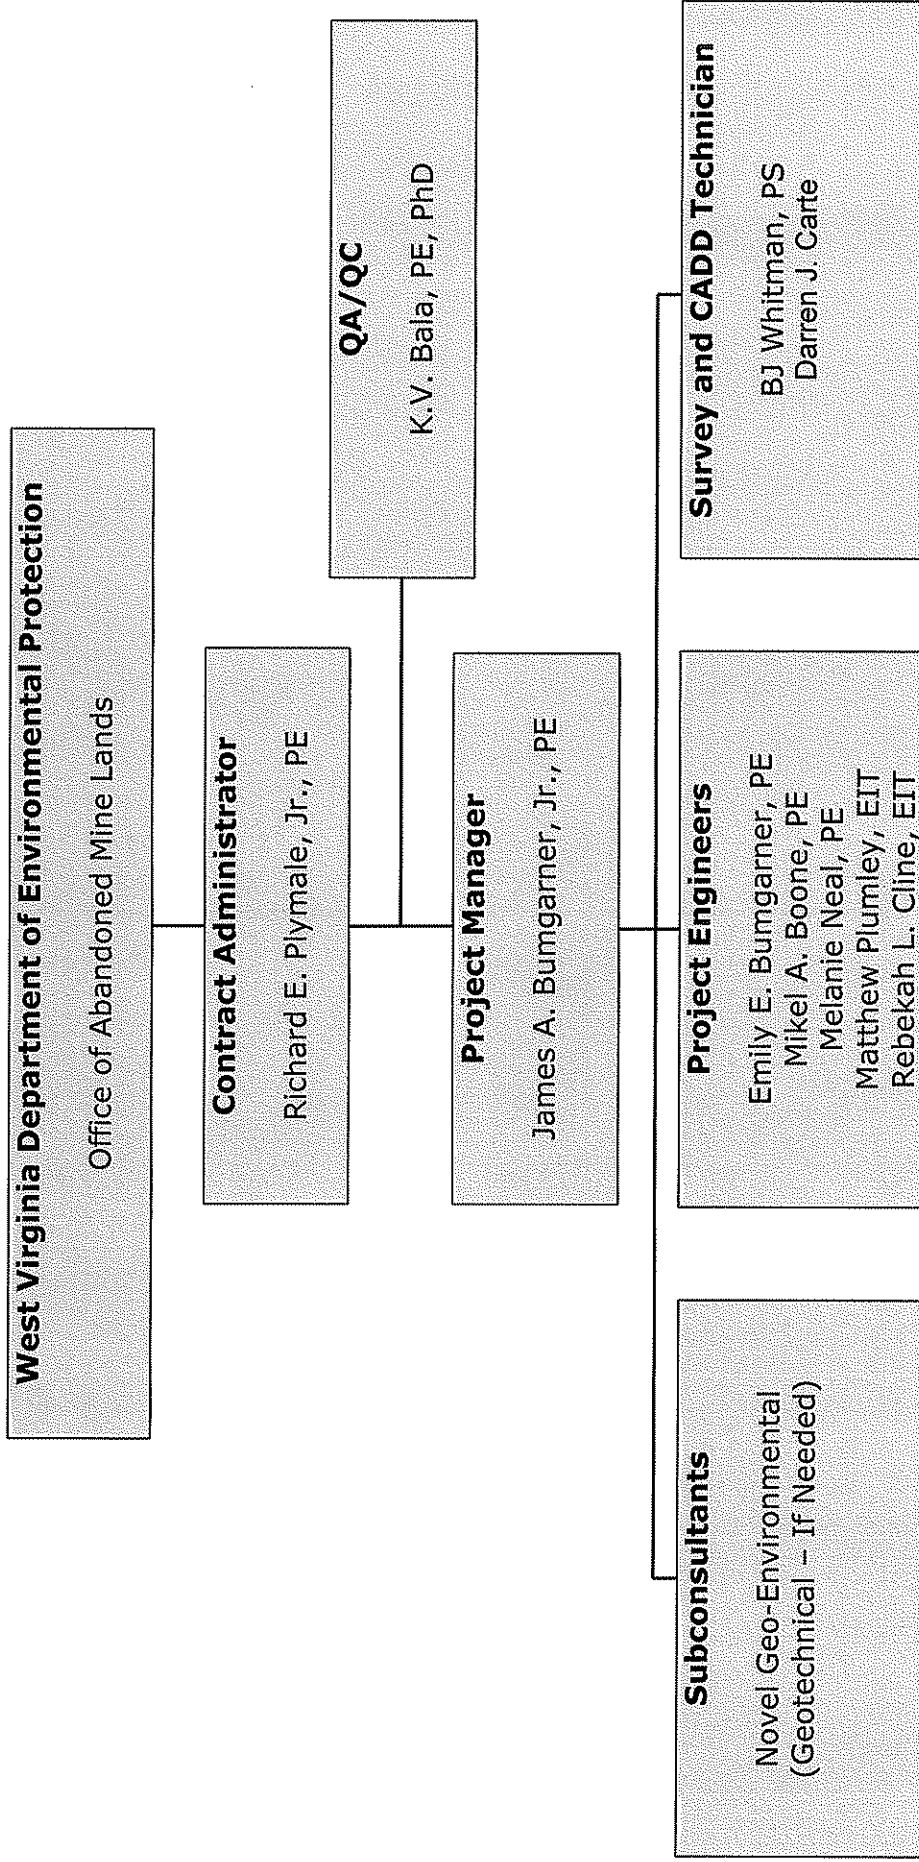 West Virginia Department of Environmental Protection
Office of Abandoned Mine Lands
Contract Administrator
Richard E. Plymale, Jr., PE
QA/QC
K.V. Bala, PE, PhD
Project Manager
James A. Bumgarner, Jr., PE
Subconsultants
Novel Geo-Environmental
(Geotechnical – If Needed)
Project Engineers
Emily E. Bumgarner, PE
Mikel A. Boone, PE
Melanie Neal, PE
Matthew Plumley, EIT
Rebekah L. Cline, EIT
Survey and CADD Technician
BJ Whitman, PS
Darren J. Carte